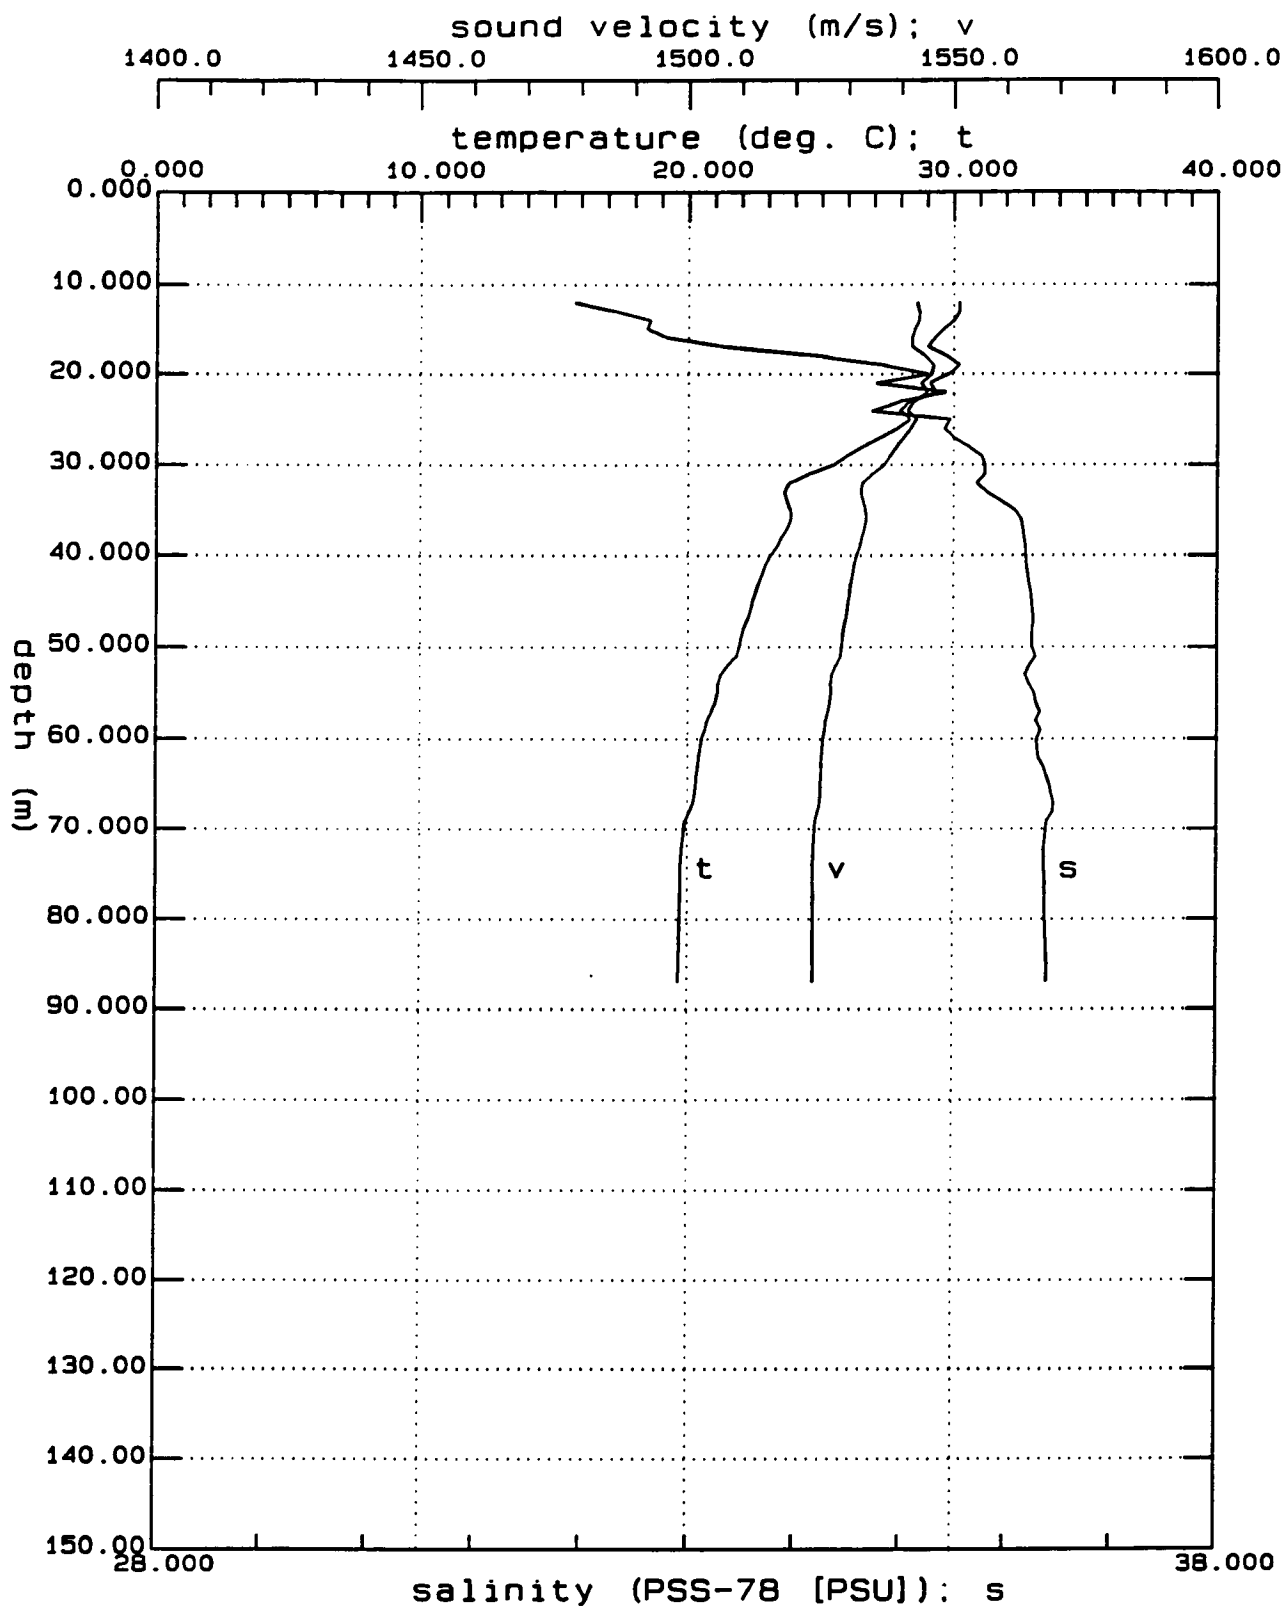 sound velocity (m/s); v
1400.0 1450.0 1500.0 1550.0 1600.0
temperature (deg. C); t
0.000 10.000 20.000 30.000 40.000
0.000
10.000
20.000
30.000
40.000
50.000
60.000
70.000
80.000
90.000
100.00
110.00
120.00
130.00
140.00
150.00
depth (m)
t v s
28.000 38.000
salinity (PSS-78 [PSU]); s